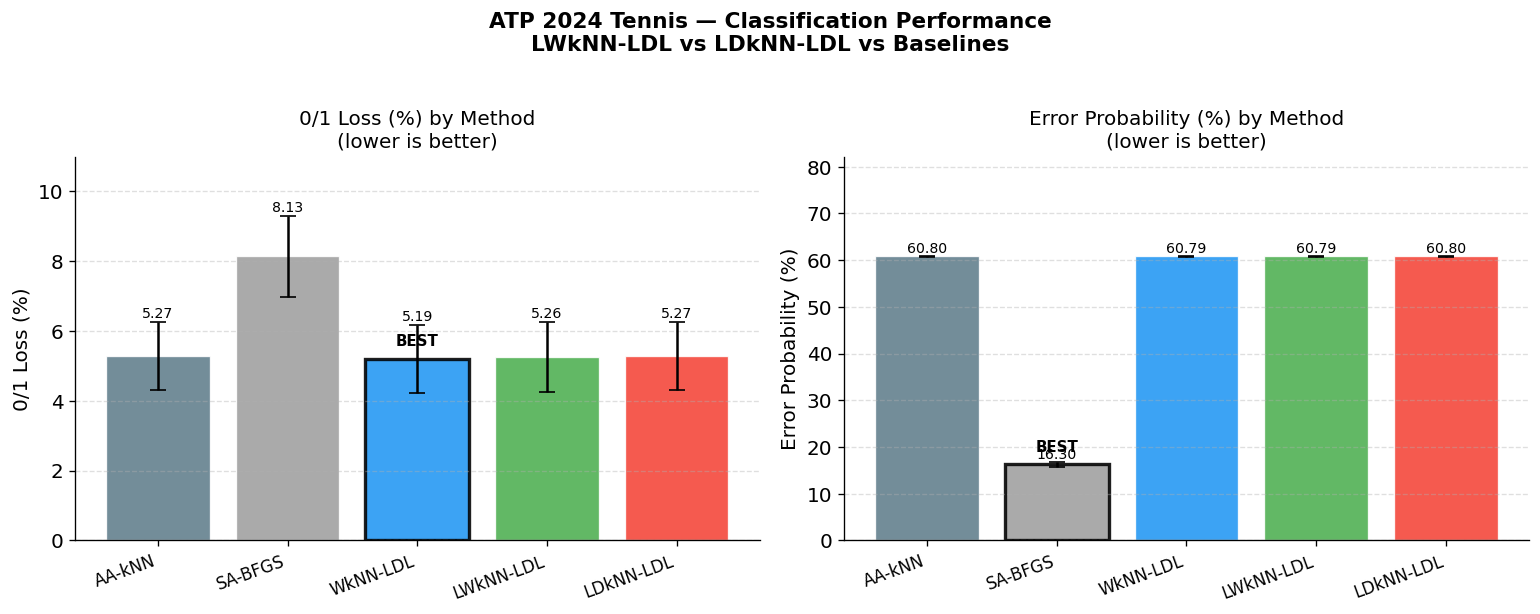 ATP 2024 Tennis — Classification Performance
LWkNN-LDL vs LDkNN-LDL vs Baselines
0/1 Loss (%) by Method
(lower is better)
0/1 Loss (%)
10
8
6
4
2
0
5.27
8.13
5.19
BEST
5.26
5.27
AA-kNN
SA-BFGS
WkNN-LDL
LWkNN-LDL
LDkNN-LDL
Error Probability (%) by Method
(lower is better)
Error Probability (%)
80
70
60
50
40
30
20
10
0
60.80
BEST
16.30
60.79
60.79
60.80
AA-kNN
SA-BFGS
WkNN-LDL
LWkNN-LDL
LDkNN-LDL